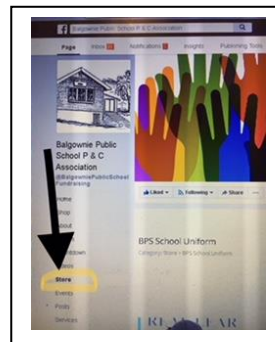 Balgownie Public School P & C Association
Page Inbox Notifications Insights Publishing Tools
Balgownie Public
School P & C
Association
@BalgowniePublicSchool
Fundraising
Liked Following Share
Home
Shop
About
BPS School Uniform
Category: Store BPS School Uniform
Store
Events
Posts
Services